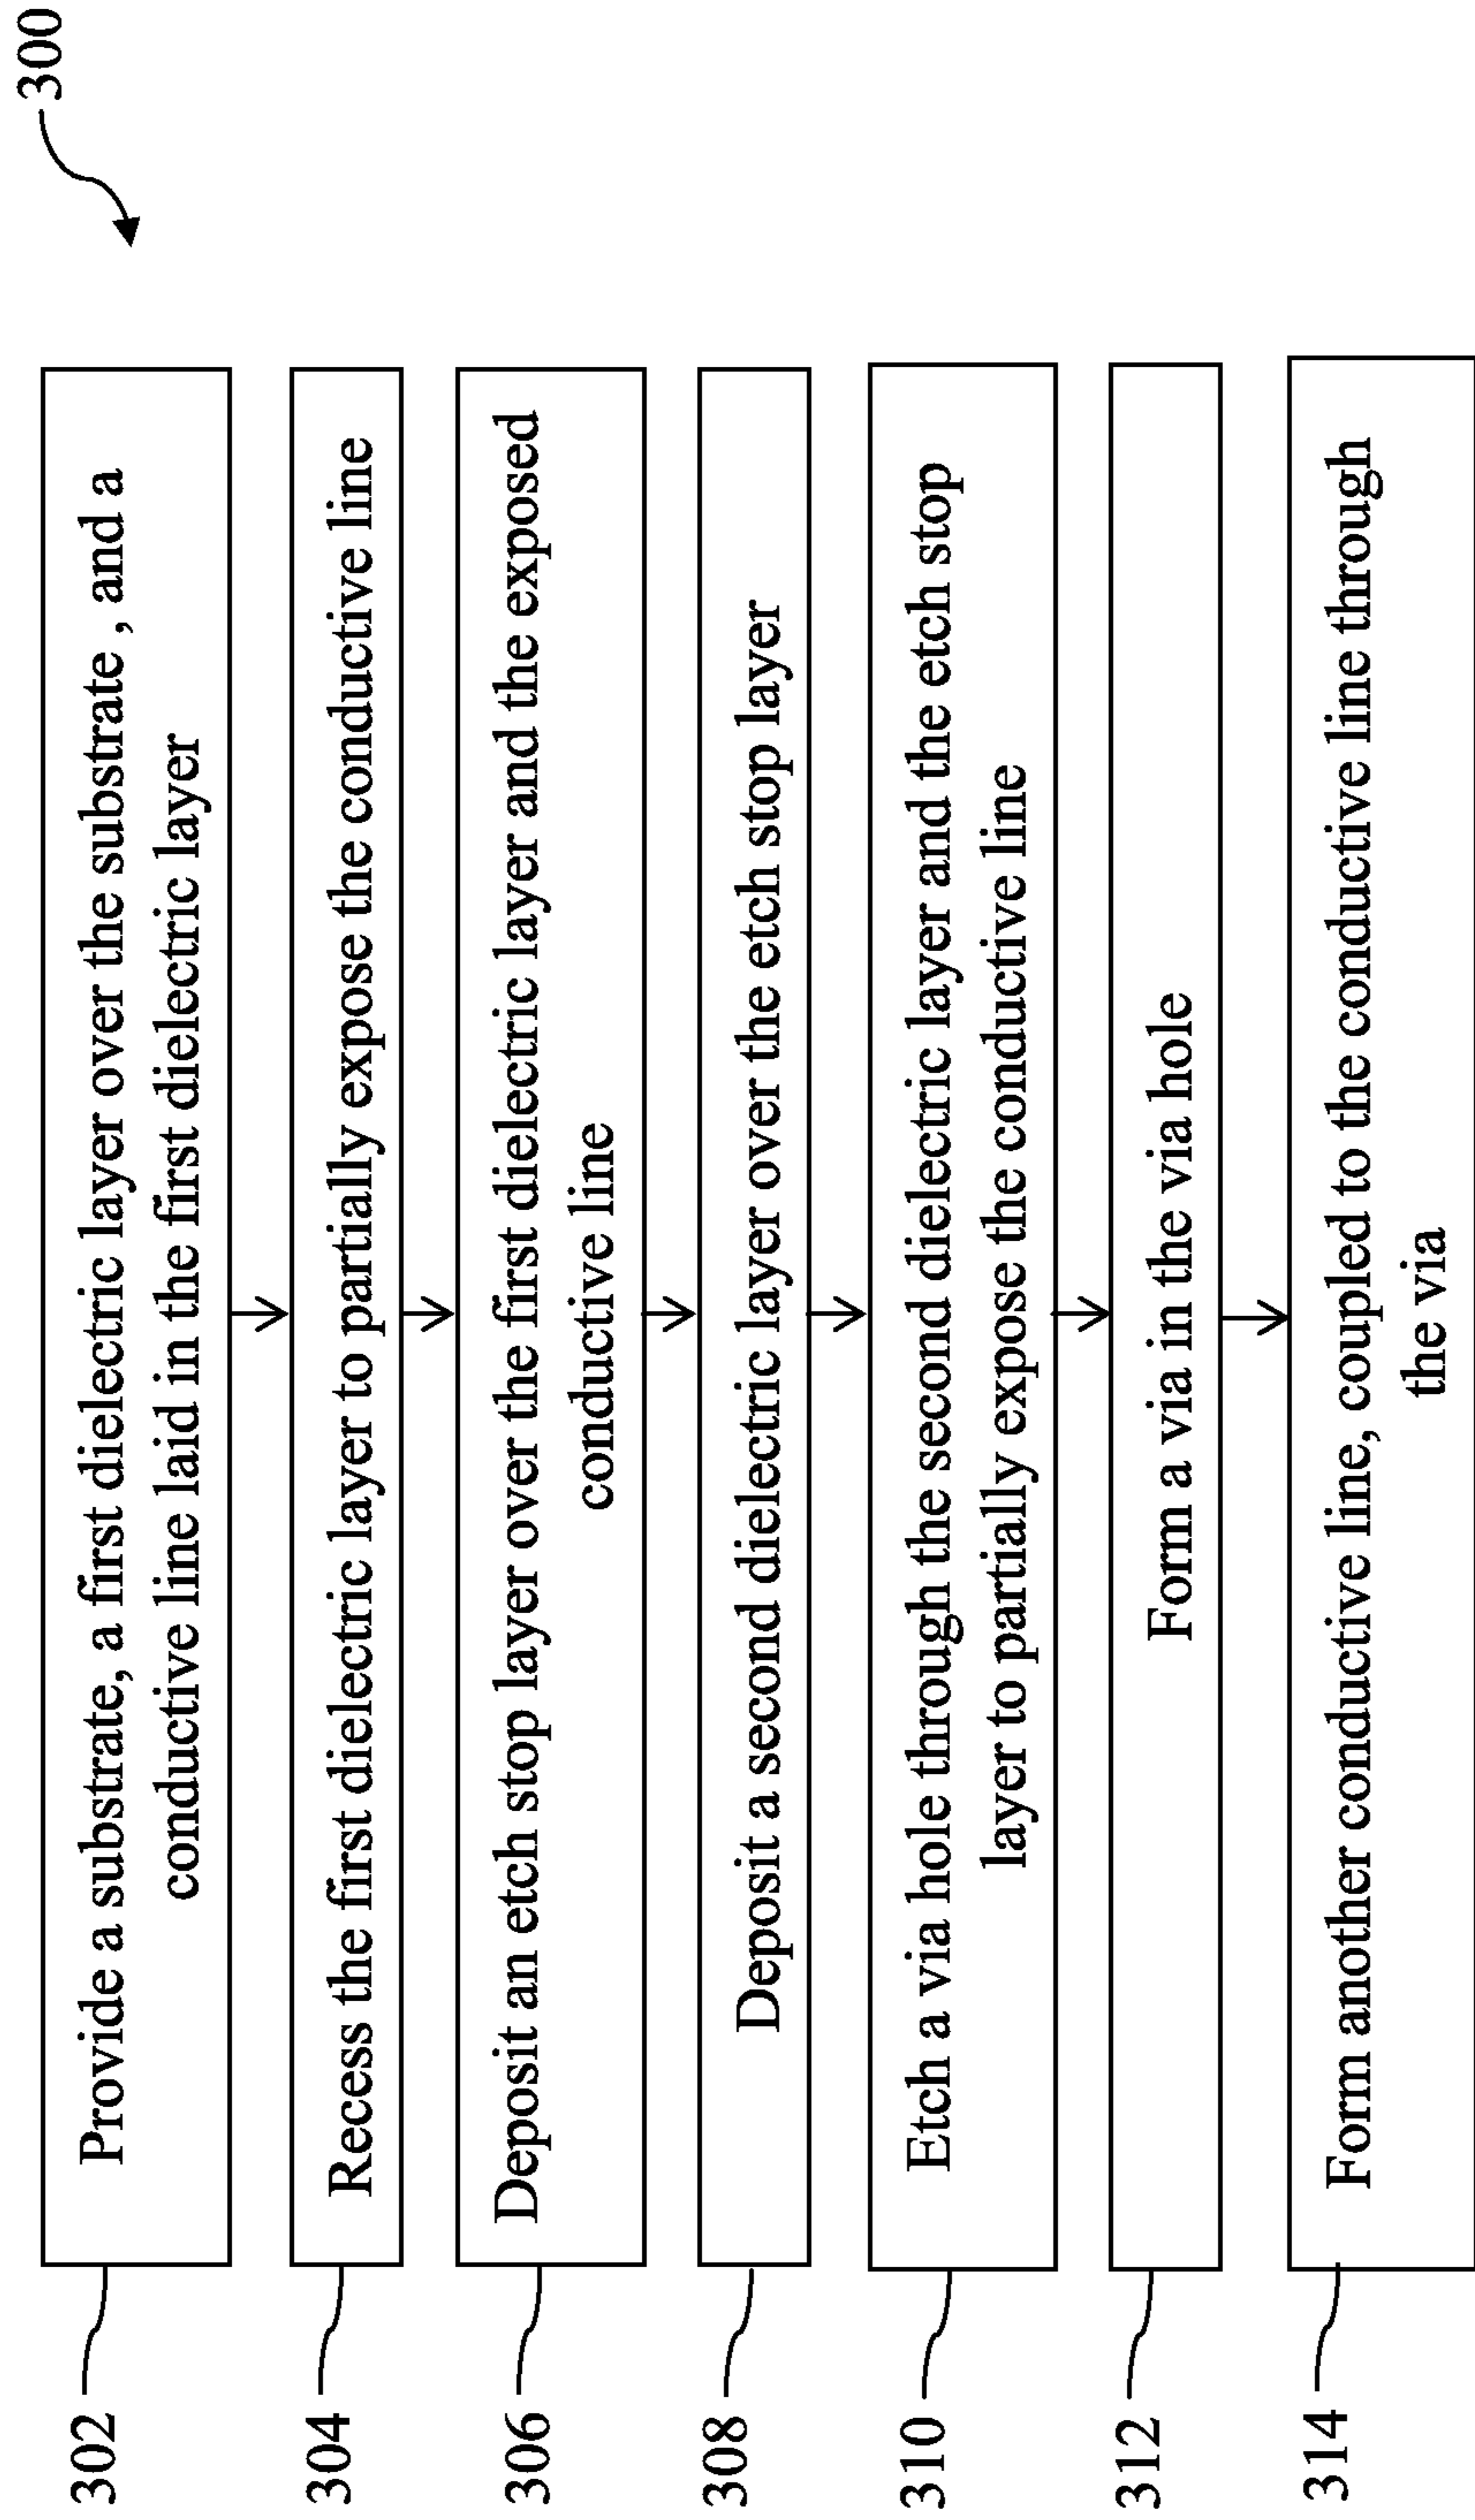 300
302
Provide a substrate, a first dielectric layer over the substrate , and a
conductive line laid in the first dielectric layer
304
Recess the first dielectric layer to partially expose the conductive line
306
Deposit an etch stop layer over the first dielectric layer and the exposed
conductive line
308
Deposit a second dielectric layer over the etch stop layer
310
Etch a via hole through the second dielectric layer and the etch stop
layer to partially expose the conductive line
312
Form a via in the via hole
314
Form another conductive line, coupled to the conductive line through
the via